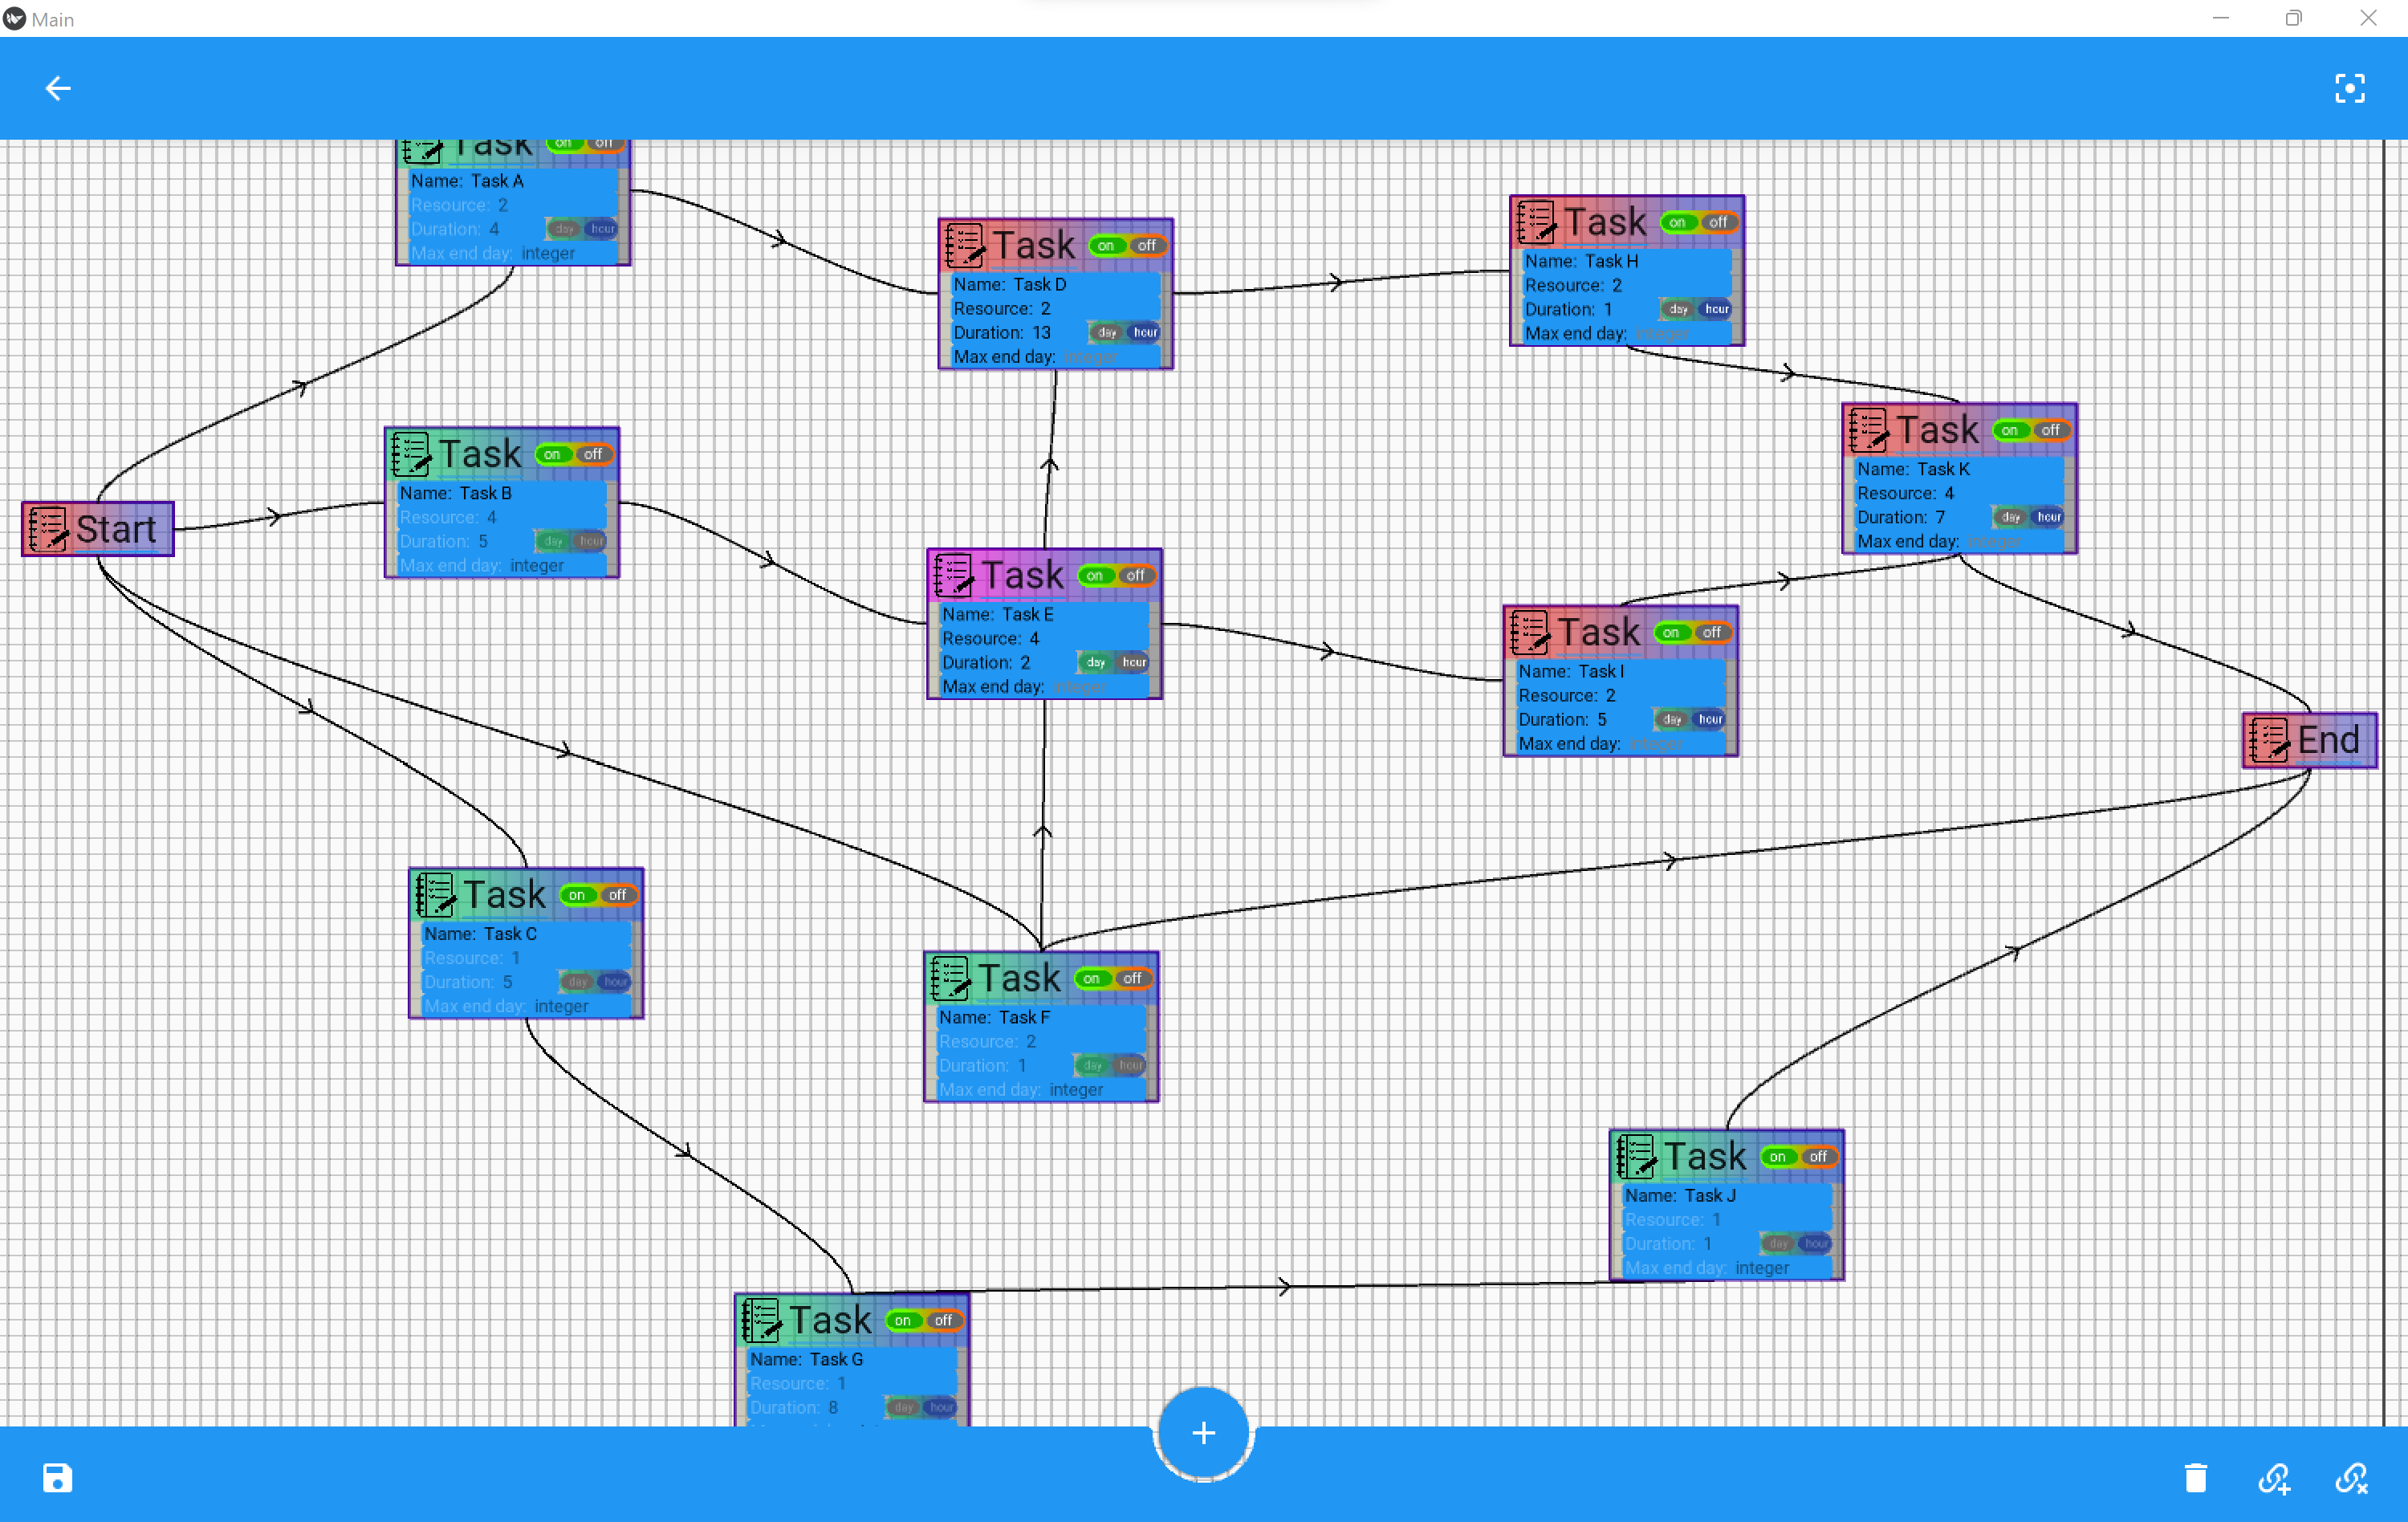 Main
Task on off
Name: Task A
Resource: 2
Duration: 4 day hour
Max end day: integer
Task on off
Name: Task H
Resource: 2
Duration: 1 day hour
Max end day: integer
Task on off
Name: Task D
Resource: 2
Duration: 13 day hour
Max end day: integer
Task on off
Name: Task K
Resource: 4
Duration: 7 day hour
Max end day: integer
Task on off
Name: Task B
Resource: 4
Duration: 5 day hour
Max end day: integer
Start
Task on off
Name: Task E
Resource: 4
Duration: 2 day hour
Max end day: integer
Task on off
Name: Task I
Resource: 2
Duration: 5 day hour
Max end day: integer
End
Task on off
Name: Task C
Resource: 1
Duration: 5 day hour
Max end day: integer
Task on off
Name: Task F
Resource: 2
Duration: 1 day hour
Max end day: integer
Task on off
Name: Task J
Resource: 1
Duration: 1 day hour
Max end day: integer
Task on off
Name: Task G
Resource: 1
Duration: 8 day hour